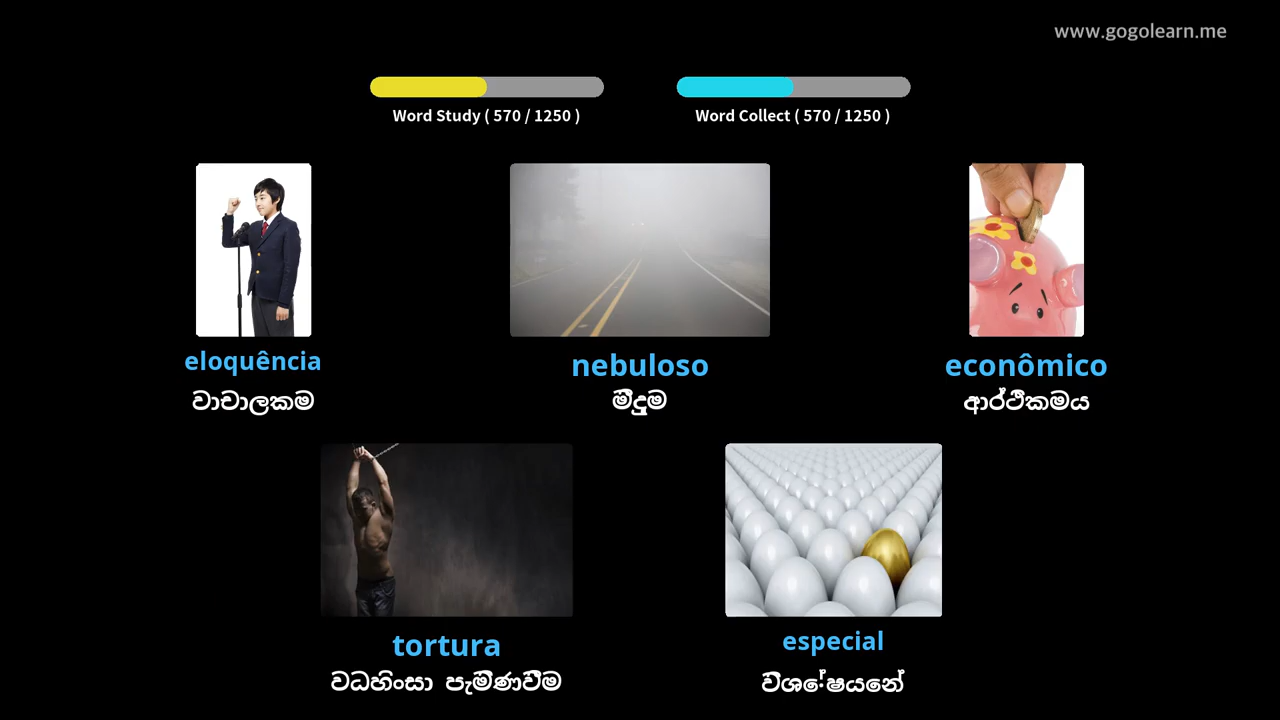 www.gogolearn.me
Word Study ( 570 / 1250 )
Word Collect ( 570 / 1250 )
eloquência
වාචාලකම
nebuloso
මීදුම
econômico
ආර්ථිකමය
tortura
වධහිංසා පැමිණවීම
especial
විශේෂයෙන්